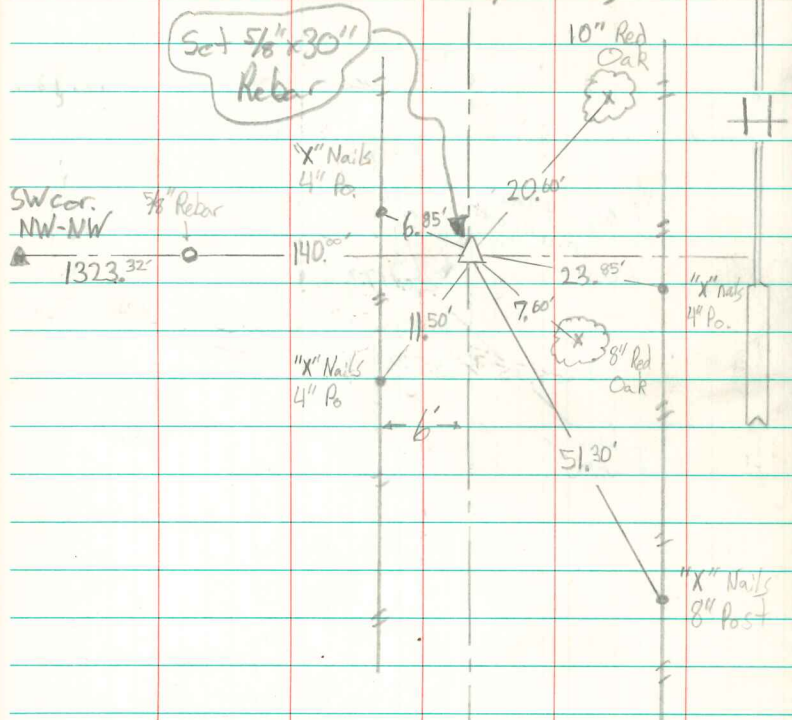 Set 5/8" x 30"
Rebar
10" Red
Oak
"X" Nails
4" Po.
20.60'
SW cor.
NW-NW
5/8" Rebar
6.85'
1323.32'
140.00'
23.85'
"X" nails
4" Po.
11.50'
7.60'
8" Red
Oak
"X" Nails
4" Po
6'
51.30'
"X" Nails
8" Post